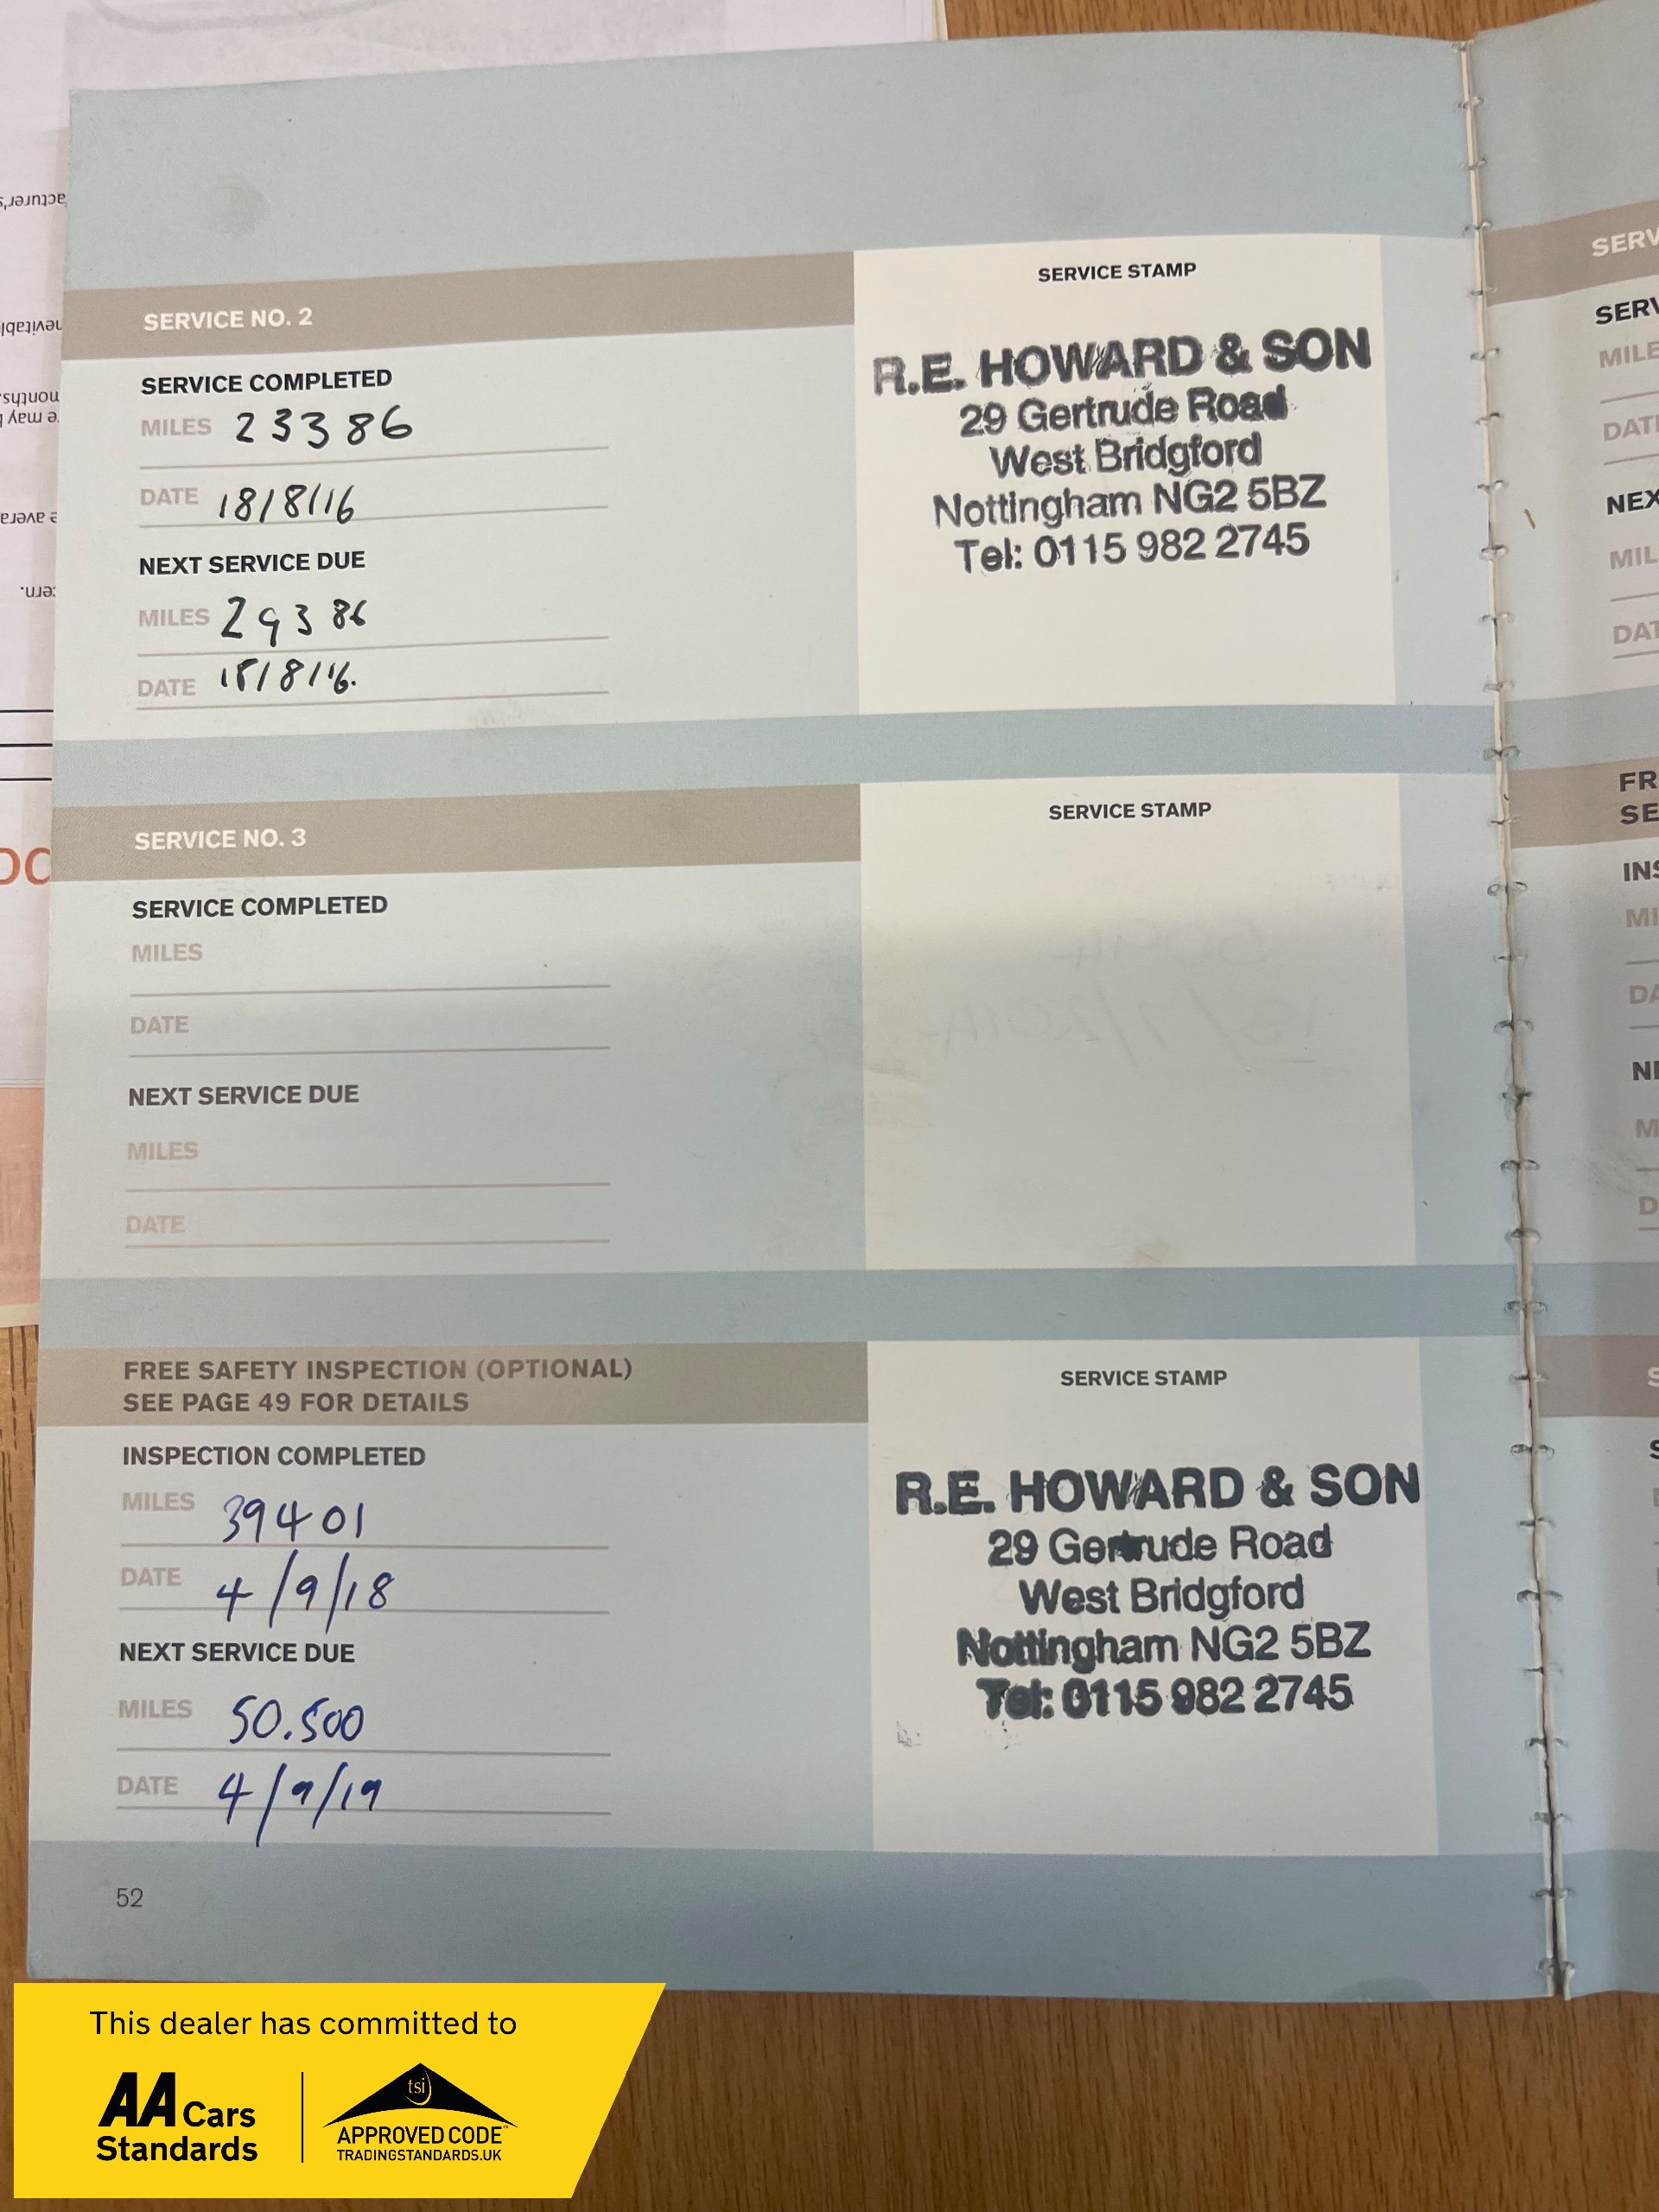 SERVICE NO. 2
SERVICE STAMP
SERVICE COMPLETED
MILES 23386
DATE 18/8/16
NEXT SERVICE DUE
MILES 29386
DATE 18/8/16.
R.E. HOWARD & SON
29 Gertrude Road
West Bridgford
Nottingham NG2 5BZ
Tel: 0115 982 2745
SERVICE NO. 3
SERVICE STAMP
SERVICE COMPLETED
MILES
DATE
NEXT SERVICE DUE
MILES
DATE
FREE SAFETY INSPECTION (OPTIONAL)
SEE PAGE 49 FOR DETAILS
SERVICE STAMP
INSPECTION COMPLETED
MILES 39401
DATE 4/9/18
NEXT SERVICE DUE
MILES 50.500
DATE 4/9/19
R.E. HOWARD & SON
29 Gertrude Road
West Bridgford
Nottingham NG2 5BZ
Tel: 0115 982 2745
52
This dealer has committed to
AA Cars
Standards
tsi
APPROVED CODE
TRADINGSTANDARDS.UK